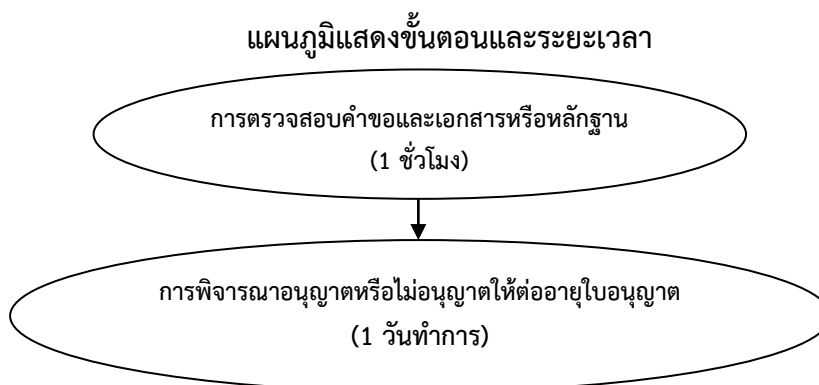 แผนภูมิแสดงขั้นตอนและระยะเวลา
การตรวจสอบคำขอและเอกสารหรือหลักฐาน
(1 ชั่วโมง)
การพิจารณาอนุญาตหรือไม่อนุญาตให้ต่ออายุใบอนุญาต
(1 วันทำการ)